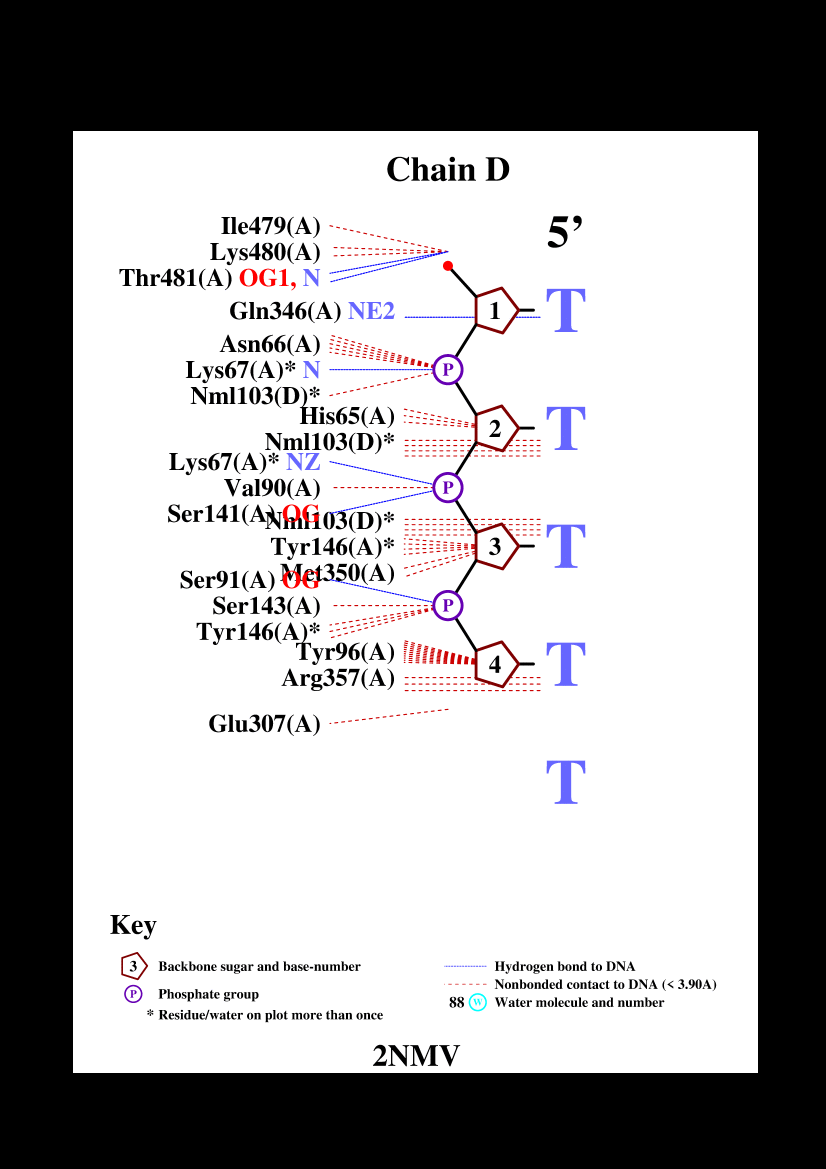 Chain D
5’
Ile479(A)
Lys480(A)
Thr481(A) OG1, N
Gln346(A) NE2
1
T
Asn66(A)
Lys67(A)* N
P
Nml103(D)*
His65(A)
2
T
Nml103(D)*
Lys67(A)* NZ
Val90(A)
P
Ser141(A) OG
Nml103(D)*
Tyr146(A)*
3
T
Met350(A)
Ser91(A) OG
Ser143(A)
P
Tyr146(A)*
Tyr96(A)
4
T
Arg357(A)
Glu307(A)
T
Key
3 Backbone sugar and base-number
P Phosphate group
* Residue/water on plot more than once
Hydrogen bond to DNA
Nonbonded contact to DNA (< 3.90A)
88 W Water molecule and number
2NMV